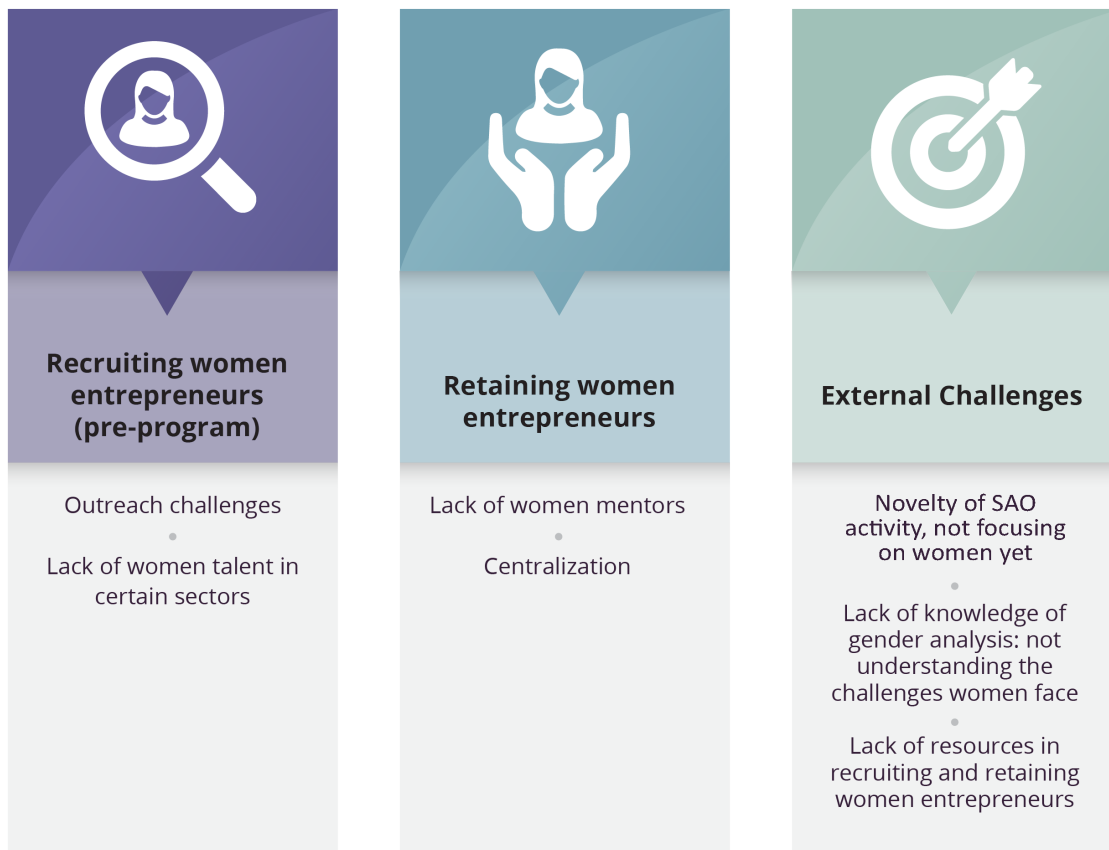 Recruiting women
entrepreneurs
(pre-program)
Outreach challenges
Lack of women talent in
certain sectors
Retaining women
entrepreneurs
Lack of women mentors
Centralization
External Challenges
Novelty of SAO
activity, not focusing
on women yet
Lack of knowledge of
gender analysis: not
understanding the
challenges women face
Lack of resources in
recruiting and retaining
women entrepreneurs